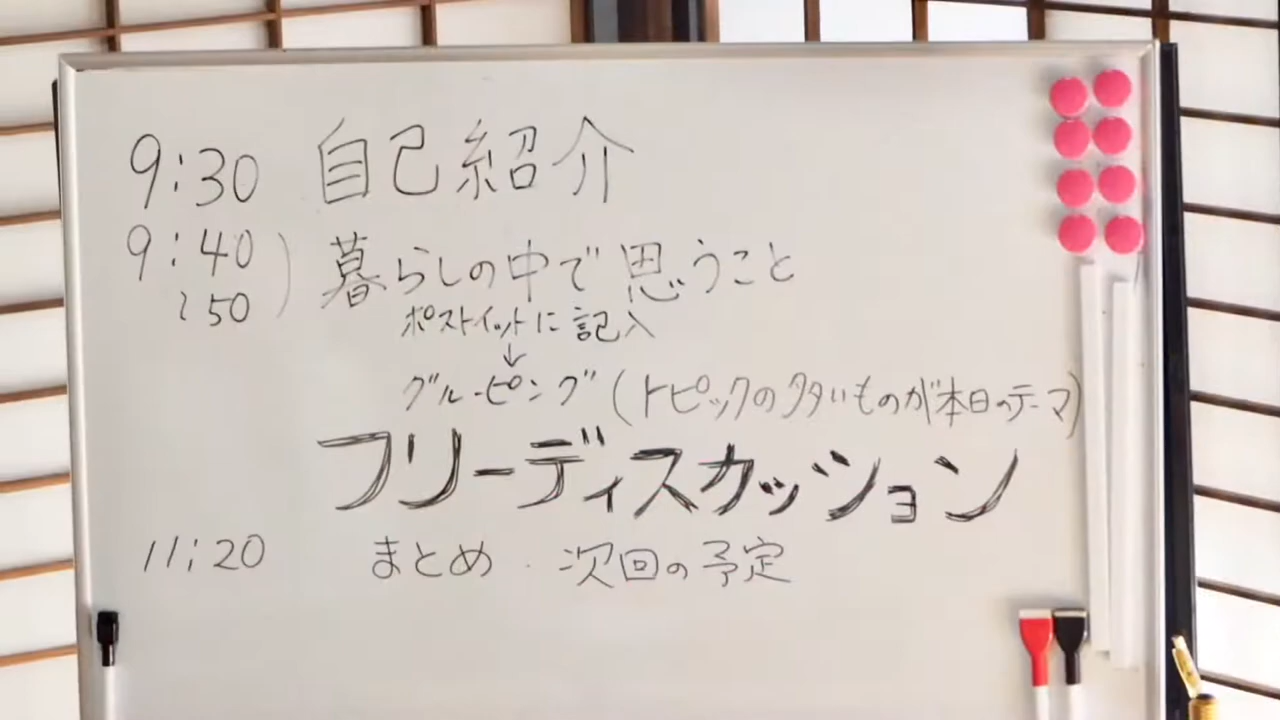 9:30 自己紹介
9:40 ) 暮らしの中で思うこと
~50
ポストイットに記入
↓
グルーピング(トピックの多いものが本日のテーマ)
フリーディスカッション
11:20 まとめ・次回の予定